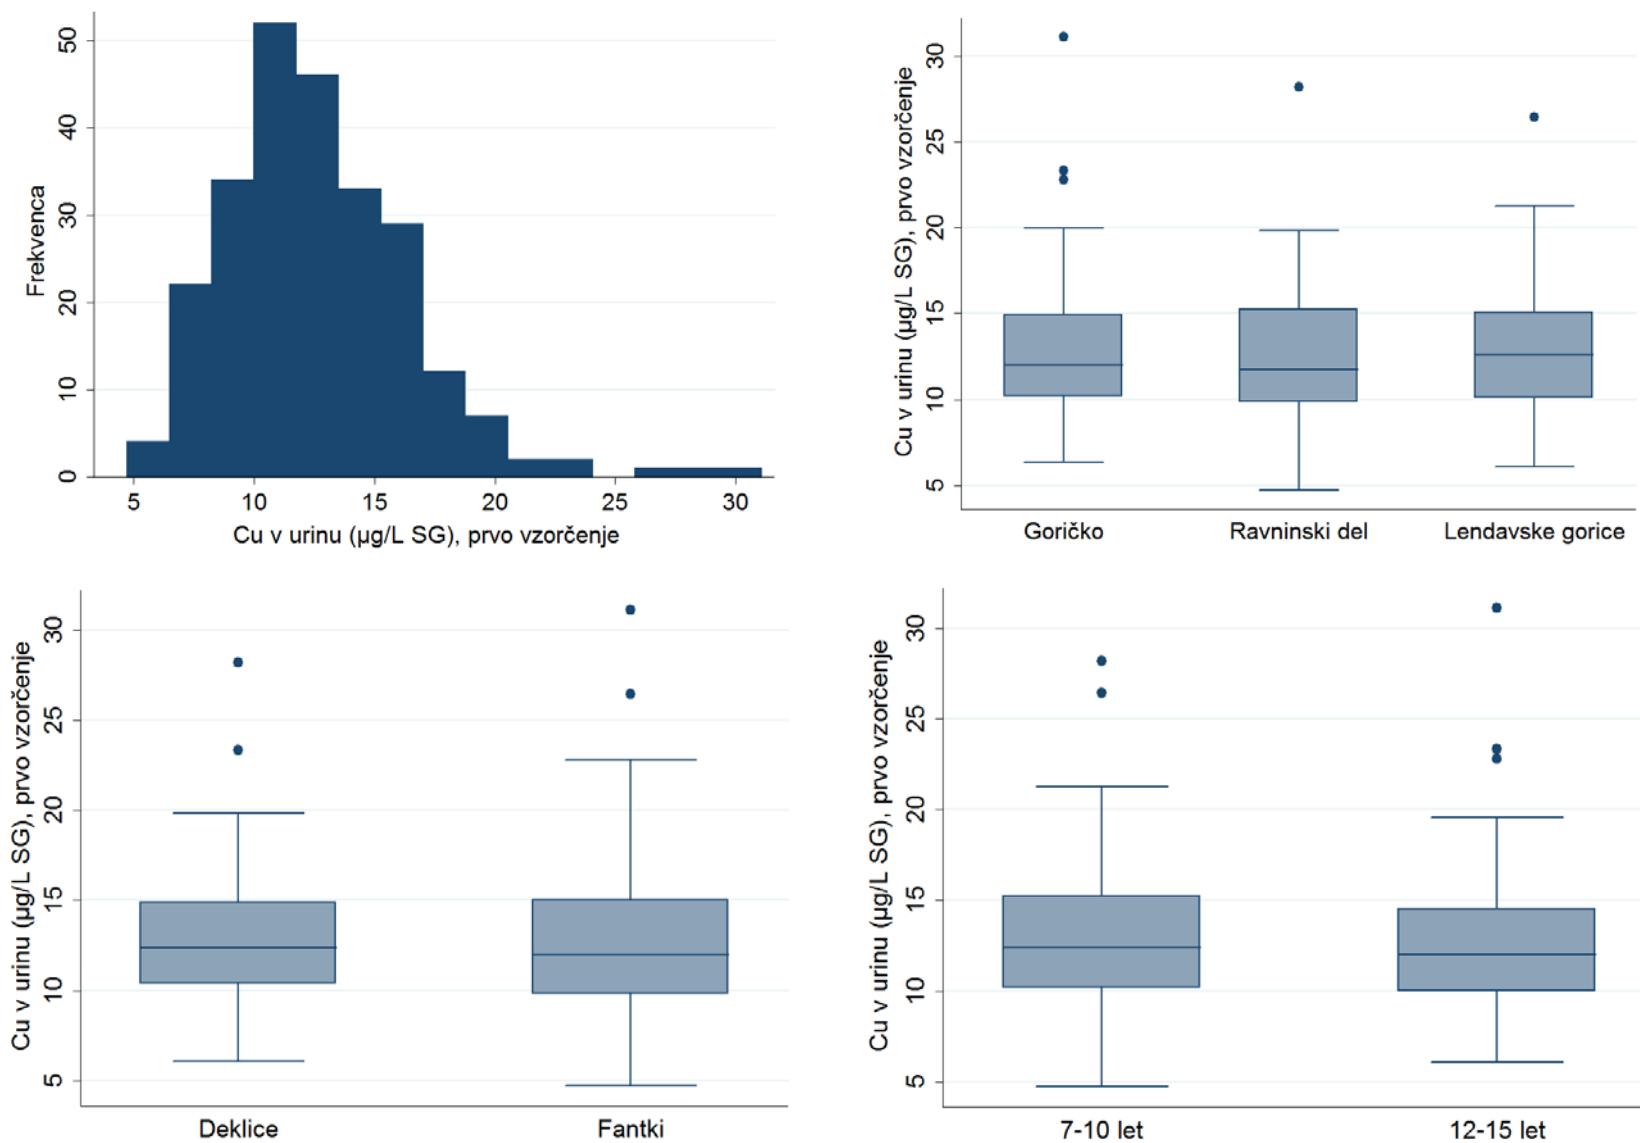 Frekvenca
50
40
30
20
10
0
5 10 15 20 25 30
Cu v urinu (µg/L SG), prvo vzorčenje
Cu v urinu (µg/L SG), prvo vzorčenje
30
25
20
15
10
5
Goričko Ravninski del Lendavske gorice
Cu v urinu (µg/L SG), prvo vzorčenje
30
25
20
15
10
5
Deklice Fantki
Cu v urinu (µg/L SG), prvo vzorčenje
30
25
20
15
10
5
7-10 let 12-15 let